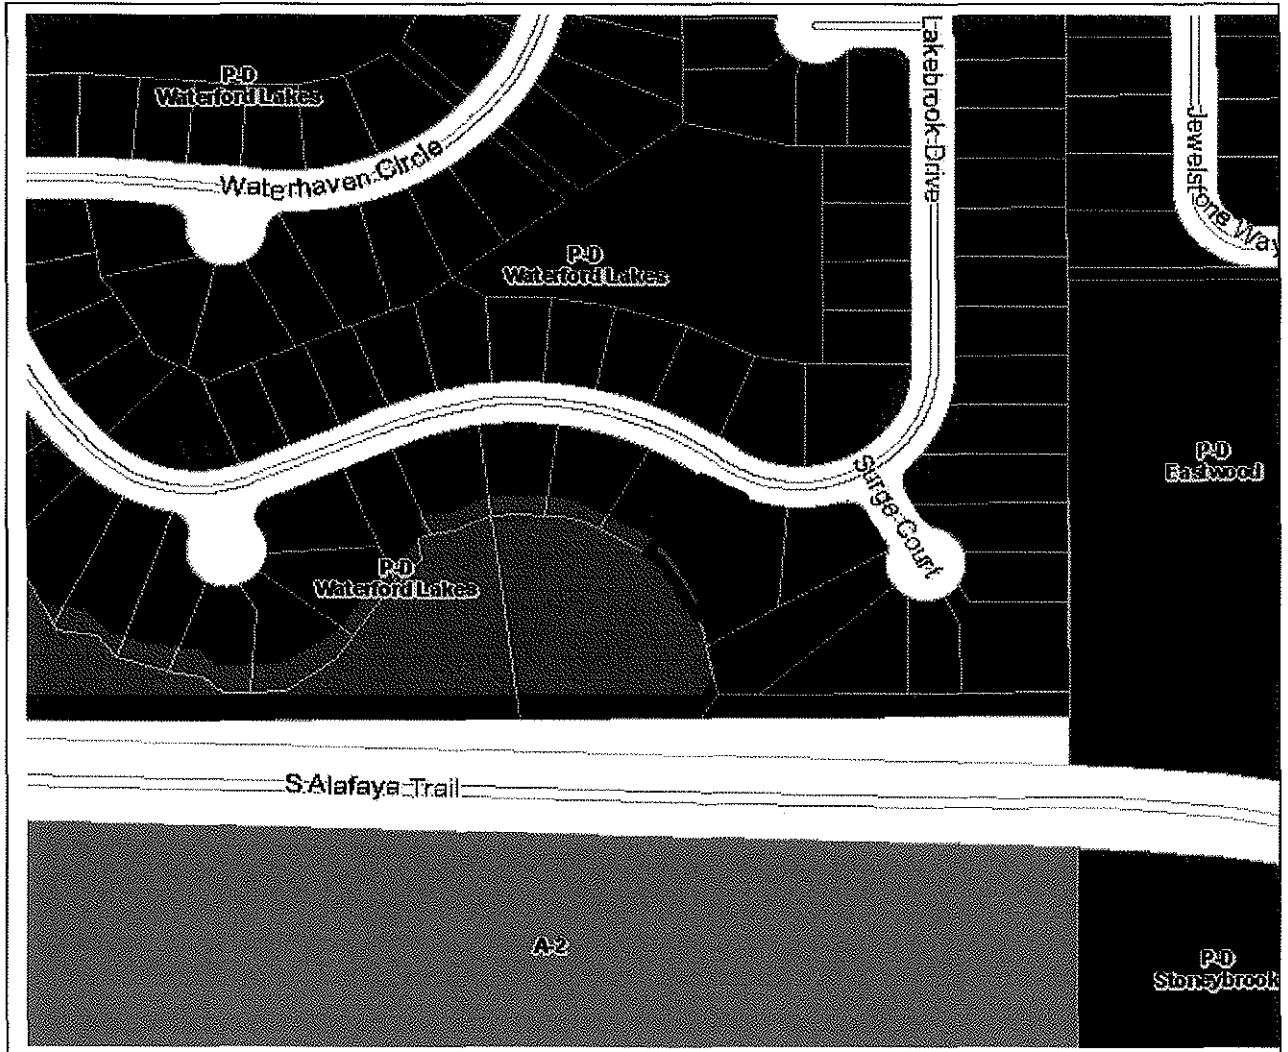 Lakebrook Drive
P-D
Waterford Lakes
Jewelstone Way
Waterhaven Circle
P-D
Waterford Lakes
P-D
Eastwood
Surge Court
P-D
Waterford Lakes
S Alafaya Trail
A-2
P-D
Stoneybrook